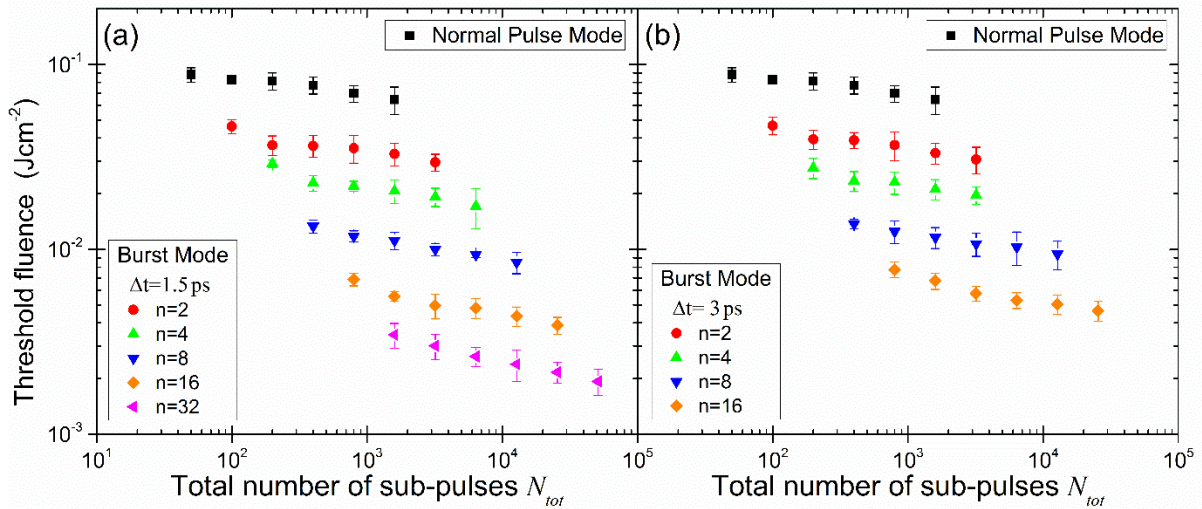 (a)
Normal Pulse Mode
(b)
Normal Pulse Mode
10⁻¹
10⁻²
10⁻³
Threshold fluence (Jcm⁻²)
Burst Mode
Δt=1.5 ps
n=2
n=4
n=8
n=16
n=32
Burst Mode
Δt= 3 ps
n=2
n=4
n=8
n=16
10¹
10²
10³
10⁴
10⁵
10²
10³
10⁴
10⁵
Total number of sub-pulses N_tot
Total number of sub-pulses N_tot